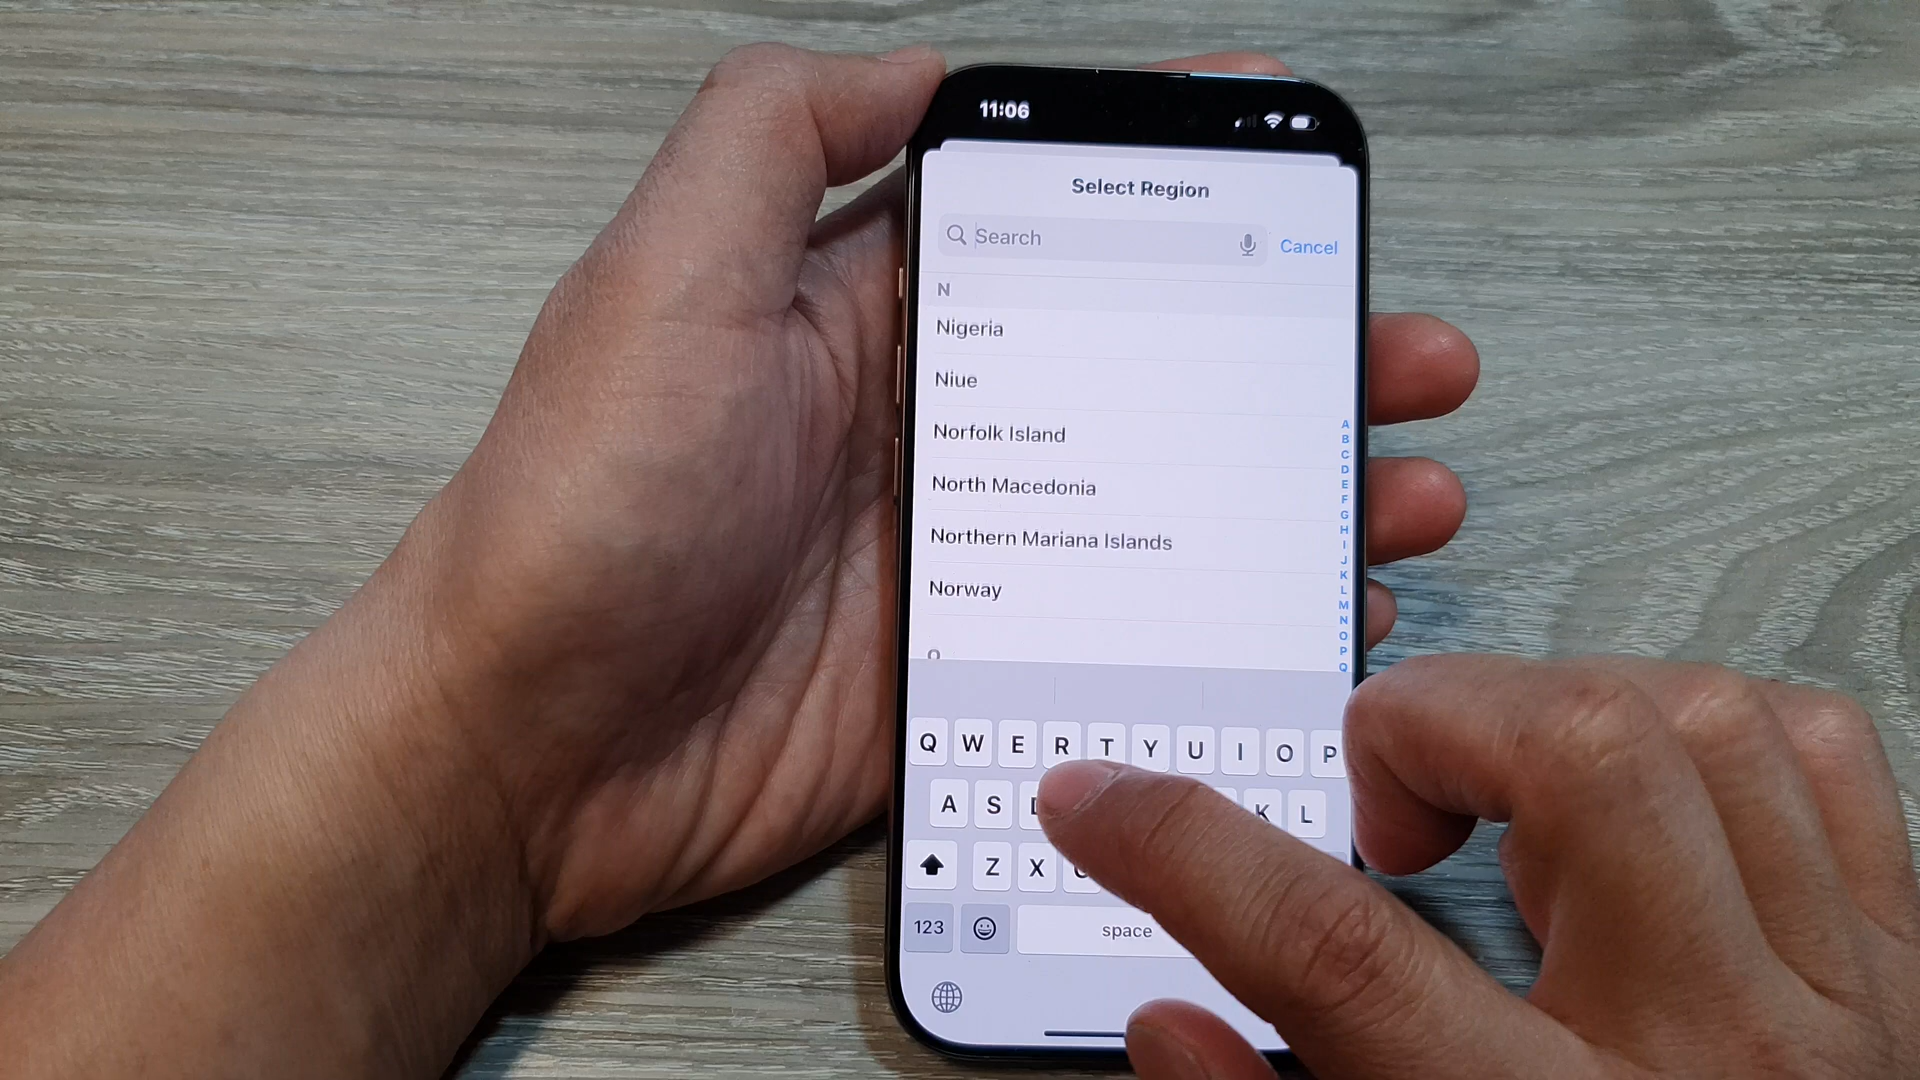 11:06
Select Region
Search
Cancel
N
Nigeria
Niue
Norfolk Island
North Macedonia
Northern Mariana Islands
Norway
O
A
B
C
D
E
F
G
H
I
J
K
L
M
N
O
P
Q
Q W E R T Y U I O P
A S D K L
Z X C
123 space